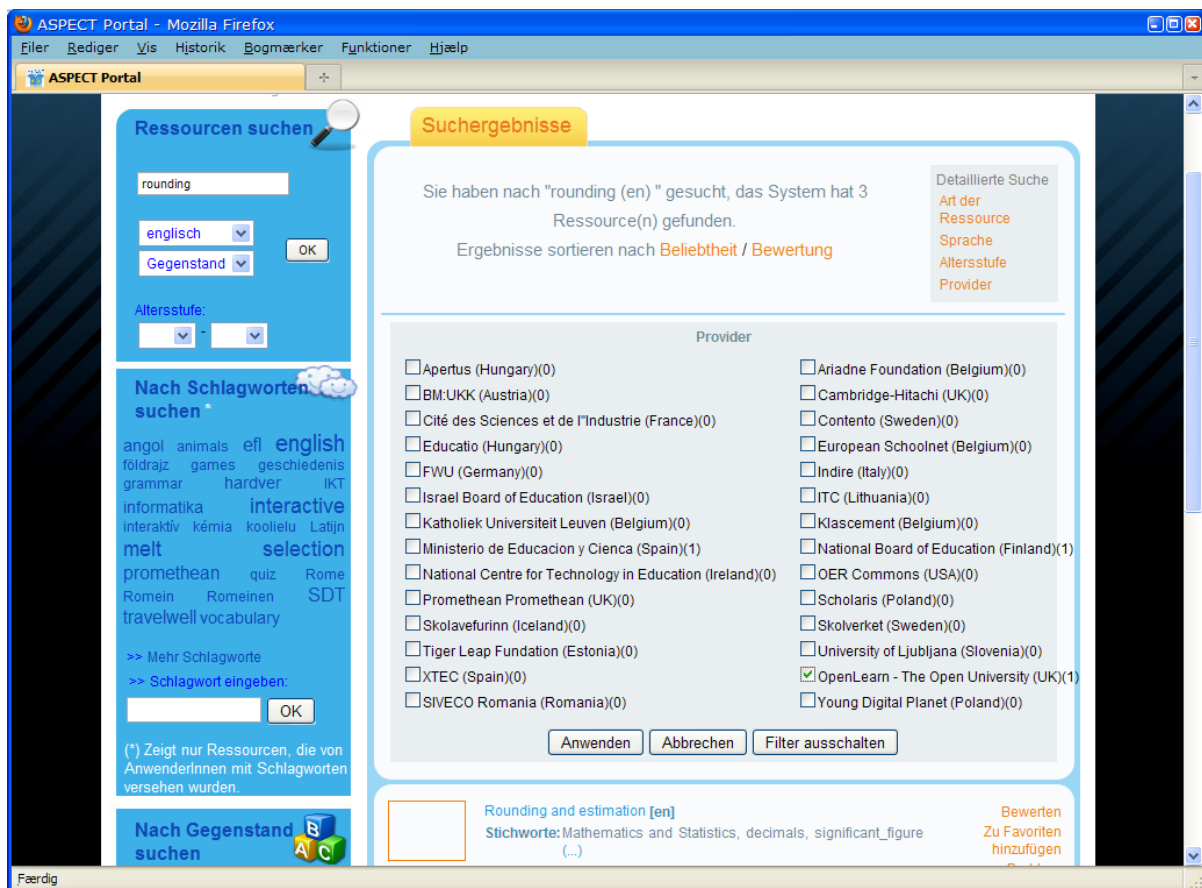 ASPECT Portal - Mozilla Firefox
Filer Rediger Vis Historik Bogmærker Funktioner Hjælp
ASPECT Portal
Ressourcen suchen
rounding
englisch
Gegenstand
OK
Altersstufe:
-
Nach Schlagworten
suchen *
angol animals efl english
földrajz games geschiedenis
grammar hardver IKT
informatika interactive
interaktív kémia koolielu Latijn
melt selection
promethean quiz Rome
Romein Romeinen SDT
travelwell vocabulary
>> Mehr Schlagworte
>> Schlagwort eingeben:
OK
(*) Zeigt nur Ressourcen, die von
AnwenderInnen mit Schlagworten
versehen wurden.
Nach Gegenstand
suchen
B
A C
Suchergebnisse
Sie haben nach "rounding (en) " gesucht, das System hat 3
Ressource(n) gefunden.
Ergebnisse sortieren nach Beliebtheit / Bewertung
Detaillierte Suche
Art der
Ressource
Sprache
Altersstufe
Provider
Provider
Apertus (Hungary)(0) Ariadne Foundation (Belgium)(0)
BM:UKK (Austria)(0) Cambridge-Hitachi (UK)(0)
Cité des Sciences et de l"Industrie (France)(0) Contento (Sweden)(0)
Educatio (Hungary)(0) European Schoolnet (Belgium)(0)
FWU (Germany)(0) Indire (Italy)(0)
Israel Board of Education (Israel)(0) ITC (Lithuania)(0)
Katholiek Universiteit Leuven (Belgium)(0) Klascement (Belgium)(0)
Ministerio de Educacion y Cienca (Spain)(1) National Board of Education (Finland)(1)
National Centre for Technology in Education (Ireland)(0) OER Commons (USA)(0)
Promethean Promethean (UK)(0) Scholaris (Poland)(0)
Skolavefurinn (Iceland)(0) Skolverket (Sweden)(0)
Tiger Leap Fundation (Estonia)(0) University of Ljubljana (Slovenia)(0)
XTEC (Spain)(0) OpenLearn - The Open University (UK)(1)
SIVECO Romania (Romania)(0) Young Digital Planet (Poland)(0)
Anwenden Abbrechen Filter ausschalten
Rounding and estimation [en]
Stichworte: Mathematics and Statistics, decimals, significant_figure
(...)
Bewerten
Zu Favoriten
hinzufügen
Færdig